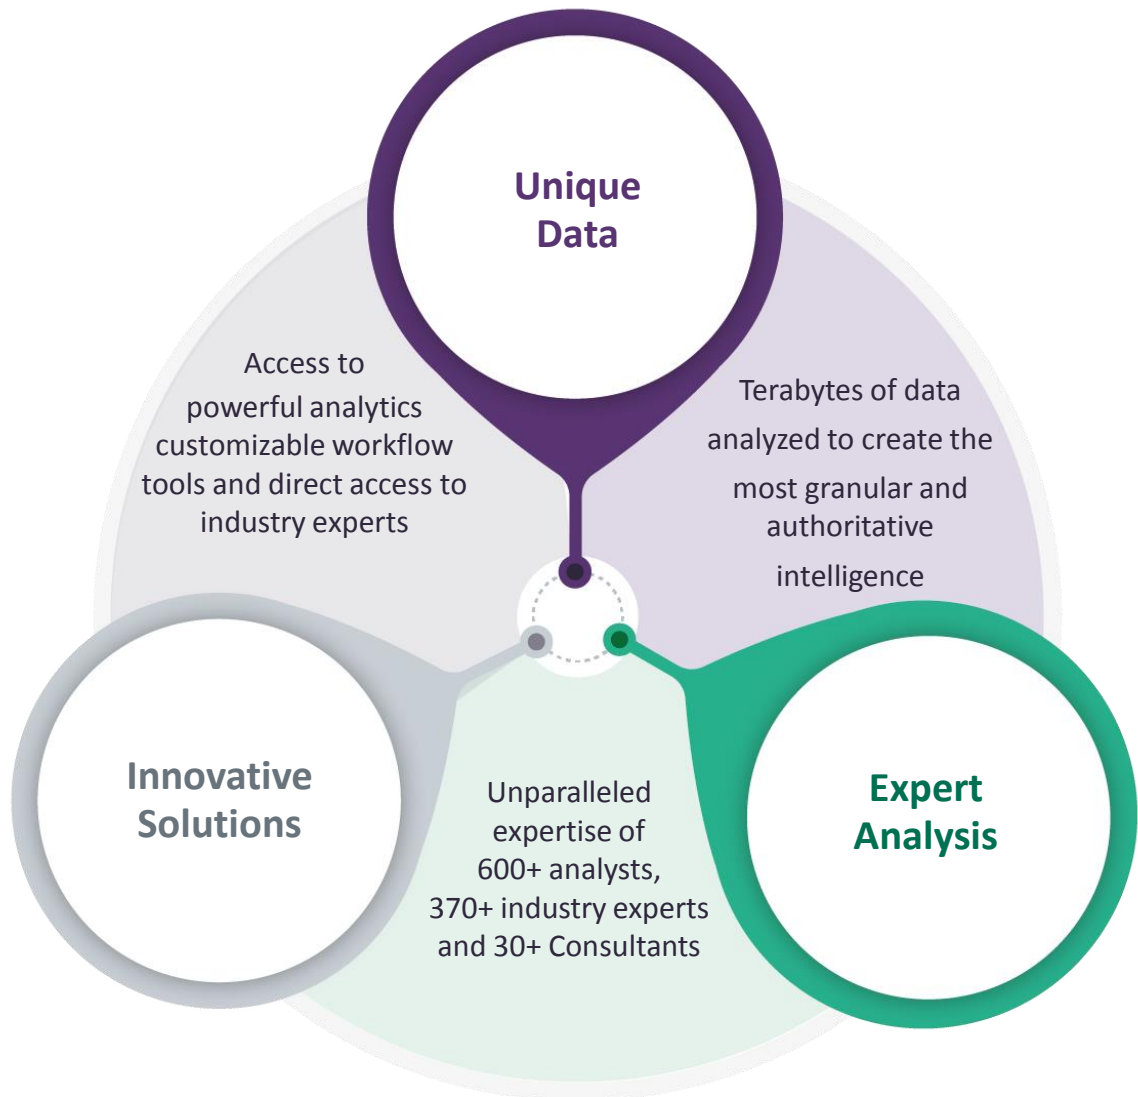 Unique
Data
Access to
powerful analytics
customizable workflow
tools and direct access to
industry experts
Terabytes of data
analyzed to create the
most granular and
authoritative
intelligence
Innovative
Solutions
Unparalleled
expertise of
600+ analysts,
370+ industry experts
and 30+ Consultants
Expert
Analysis